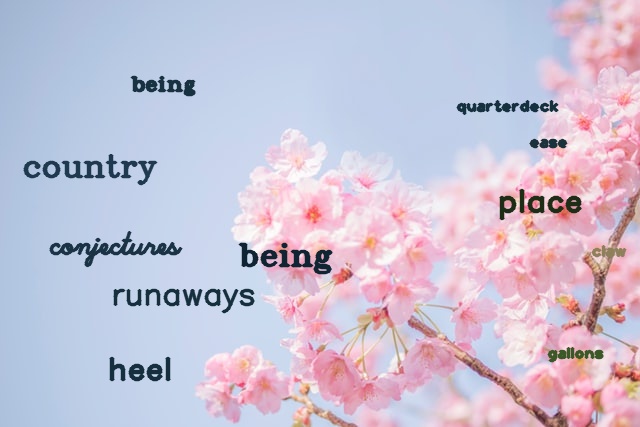 being
quarterdeck
ease
country
place
conjectures
being
claw
runaways
gallons
heel